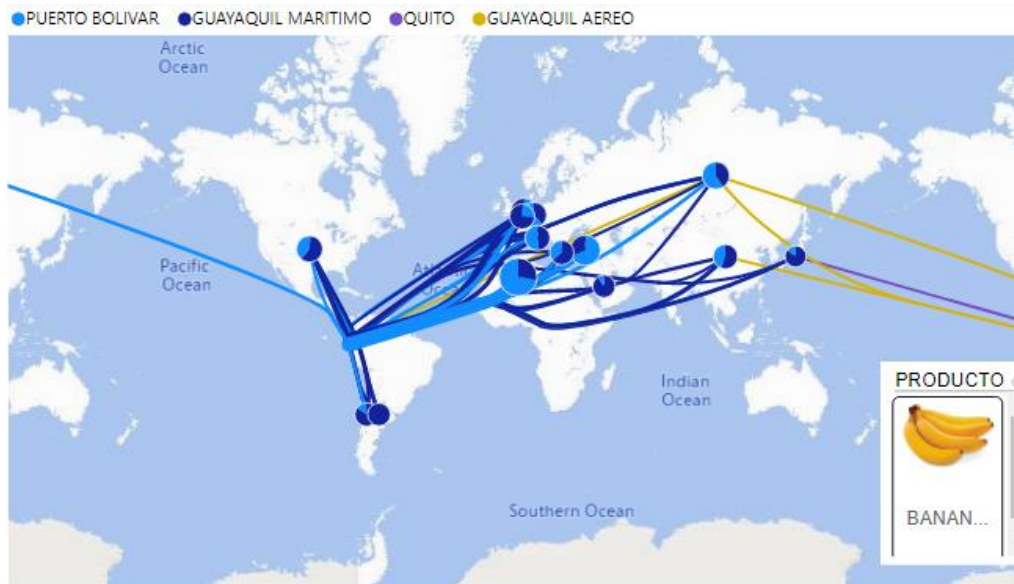 PUERTO BOLIVAR GUAYAQUIL MARITIMO QUITO GUAYAQUIL AEREO
Arctic
Ocean
Pacific
Ocean
Indian
Ocean
PRODUCTO
BANAN...
Southern Ocean